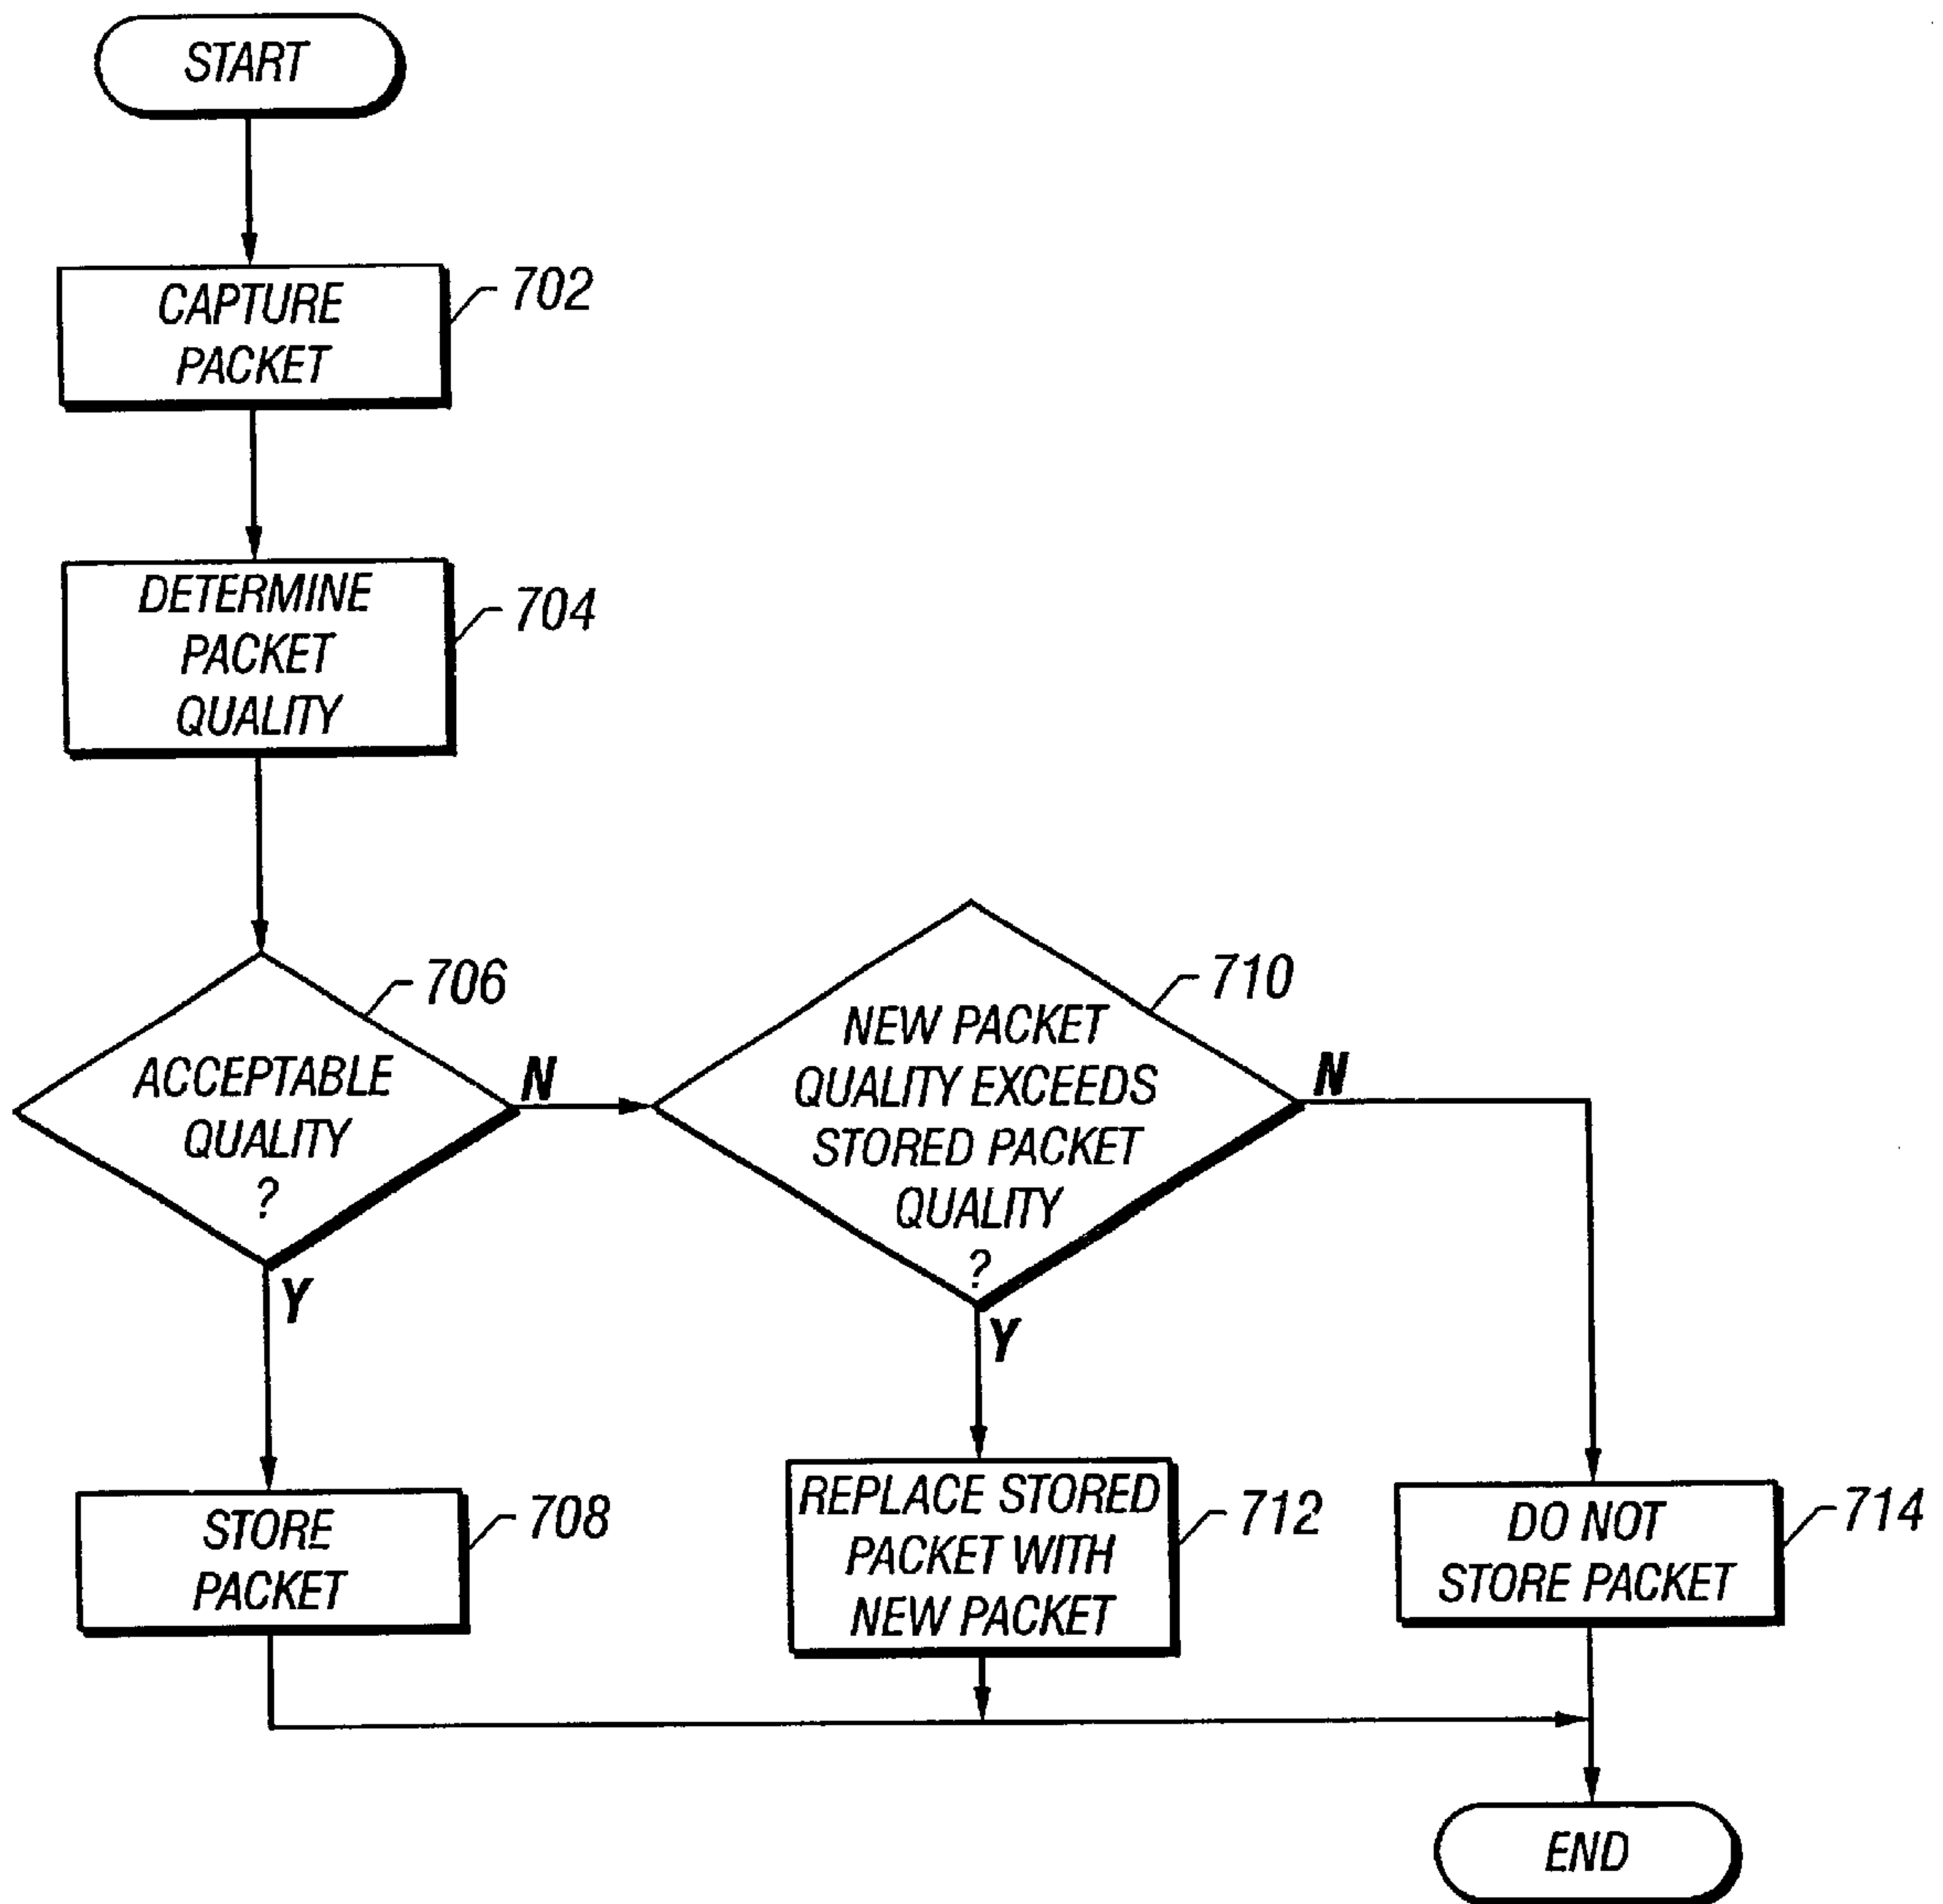 START
CAPTURE
PACKET
702
DETERMINE
PACKET
QUALITY
704
ACCEPTABLE
QUALITY
?
706
N
Y
NEW PACKET
QUALITY EXCEEDS
STORED PACKET
QUALITY
?
710
N
Y
STORE
PACKET
708
REPLACE STORED
PACKET WITH
NEW PACKET
712
DO NOT
STORE PACKET
714
END